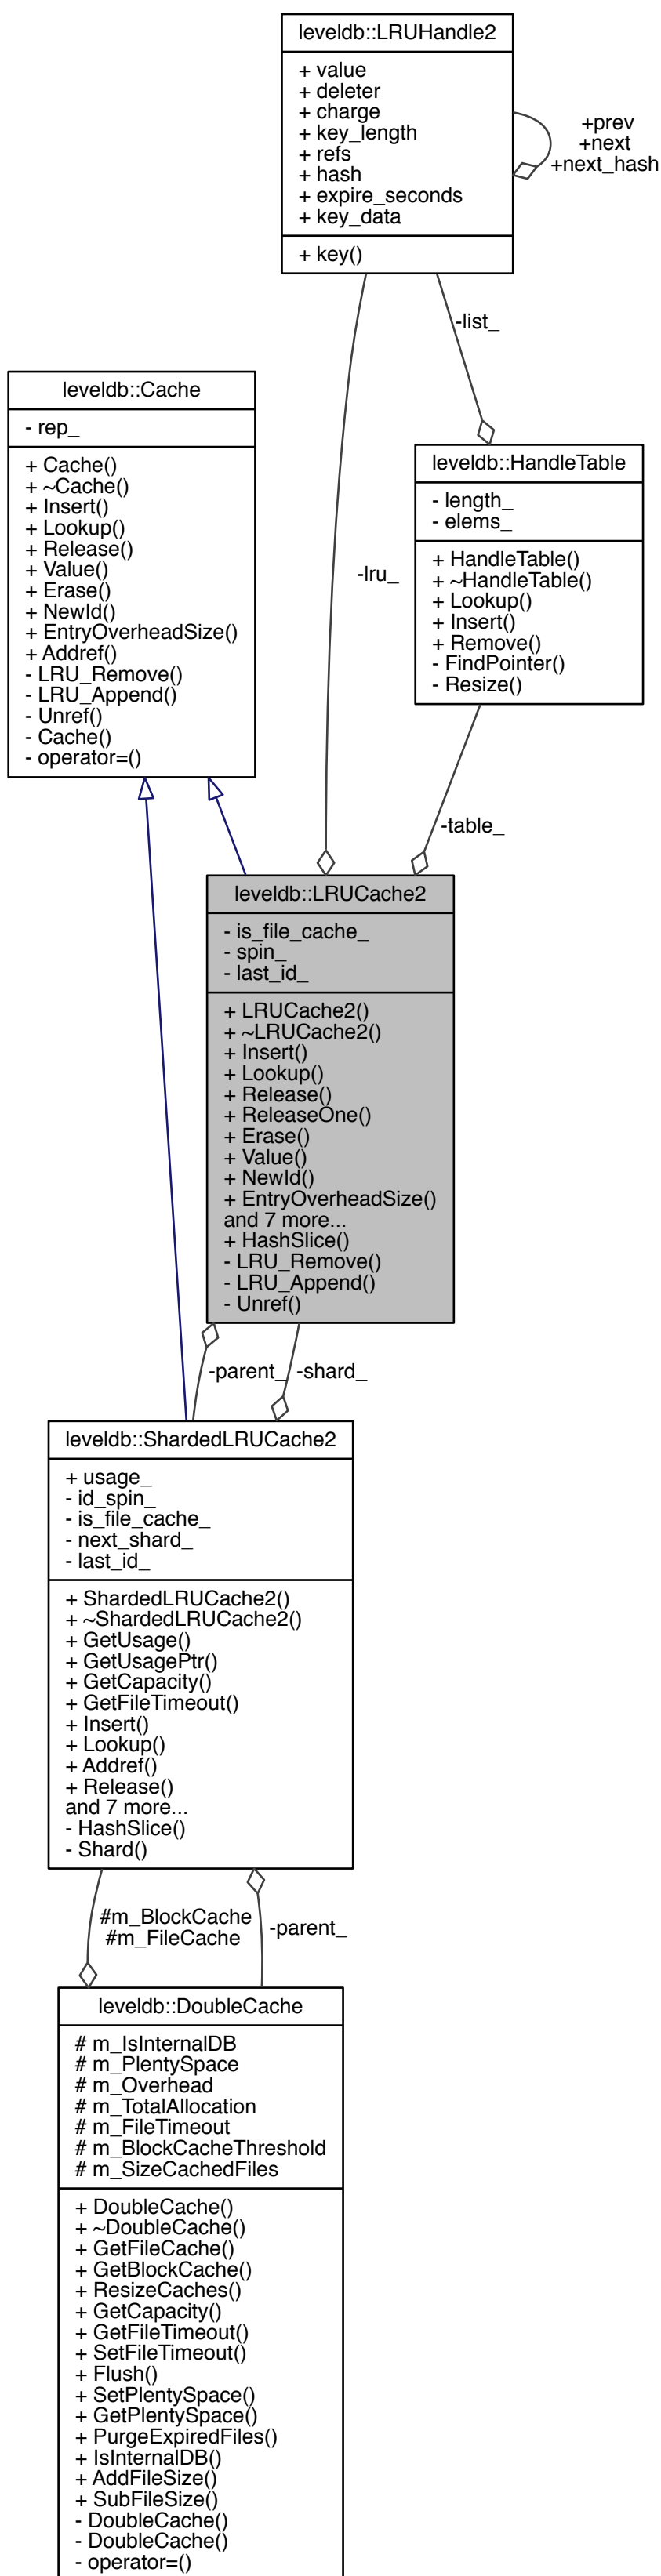 leveldb::LRUHandle2
+ value
+ deleter
+ charge
+ key_length
+ refs
+ hash
+ expire_seconds
+ key_data
+ key()
+prev
+next
+next_hash
-list_
leveldb::Cache
- rep_
+ Cache()
+ ~Cache()
+ Insert()
+ Lookup()
+ Release()
+ Value()
+ Erase()
+ NewId()
+ EntryOverheadSize()
+ Addref()
- LRU_Remove()
- LRU_Append()
- Unref()
- Cache()
- operator=()
leveldb::HandleTable
- length_
- elems_
+ HandleTable()
+ ~HandleTable()
+ Lookup()
+ Insert()
+ Remove()
- FindPointer()
- Resize()
-lru_
-table_
leveldb::LRUCache2
- is_file_cache_
- spin_
- last_id_
+ LRUCache2()
+ ~LRUCache2()
+ Insert()
+ Lookup()
+ Release()
+ ReleaseOne()
+ Erase()
+ Value()
+ NewId()
+ EntryOverheadSize()
and 7 more...
+ HashSlice()
- LRU_Remove()
- LRU_Append()
- Unref()
-parent_
-shard_
leveldb::ShardedLRUCache2
+ usage_
- id_spin_
- is_file_cache_
- next_shard_
- last_id_
+ ShardedLRUCache2()
+ ~ShardedLRUCache2()
+ GetUsage()
+ GetUsagePtr()
+ GetCapacity()
+ GetFileTimeout()
+ Insert()
+ Lookup()
+ Addref()
+ Release()
and 7 more...
- HashSlice()
- Shard()
#m_BlockCache
#m_FileCache
-parent_
leveldb::DoubleCache
# m_IsInternalDB
# m_PlentySpace
# m_Overhead
# m_TotalAllocation
# m_FileTimeout
# m_BlockCacheThreshold
# m_SizeCachedFiles
+ DoubleCache()
+ ~DoubleCache()
+ GetFileCache()
+ GetBlockCache()
+ ResizeCaches()
+ GetCapacity()
+ GetFileTimeout()
+ SetFileTimeout()
+ Flush()
+ SetPlentySpace()
+ GetPlentySpace()
+ PurgeExpiredFiles()
+ IsInternalDB()
+ AddFileSize()
+ SubFileSize()
- DoubleCache()
- DoubleCache()
- operator=()